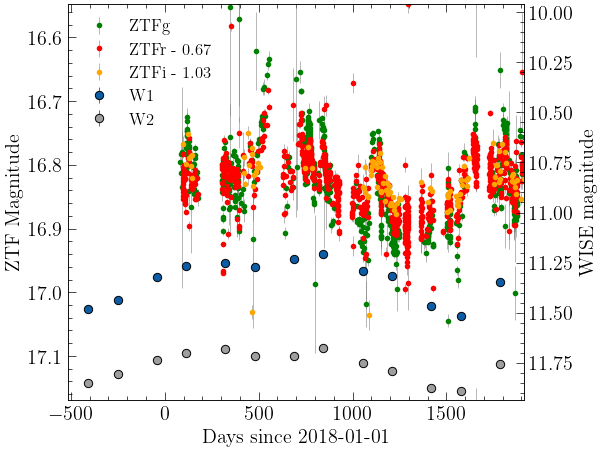 ZTFg
ZTFr - 0.67
ZTFi - 1.03
W1
W2
ZTF Magnitude
16.6
16.7
16.8
16.9
17.0
17.1
WISE magnitude
10.00
10.25
10.50
10.75
11.00
11.25
11.50
11.75
−500
0
500
1000
1500
Days since 2018-01-01